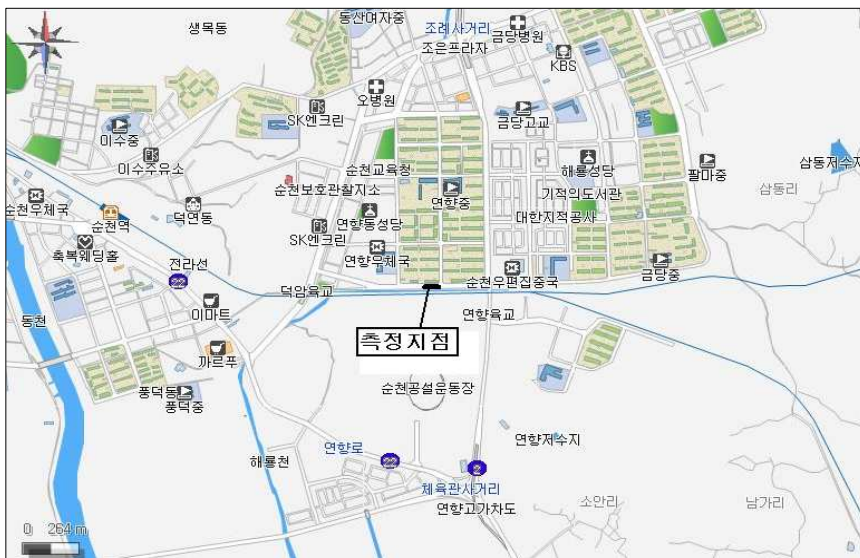 동산여자중
조례사거리
금당병원
생목동
조은프라자
KBS
오병원
SK엔크린
금당고교
이수중
이수주유소
순천교육청
해룡성당
삼동저수지
팔마중
순천보호관찰지소
연향중
기적의도서관
삼동리
순천우체국
덕연동
순천역
연향동성당
대한지적공사
SK엔크린
축복웨딩홀
전라선
연향우체국
금당중
22
순천우편집중국
덕암육교
동천
이마트
연향육교
측정지점
까르푸
순천공설운동장
풍덕동
풍덕중
연향저수지
연향로
해룡천
22
2
체육관사거리
소안리
남가리
연향고가차도
0 264 m